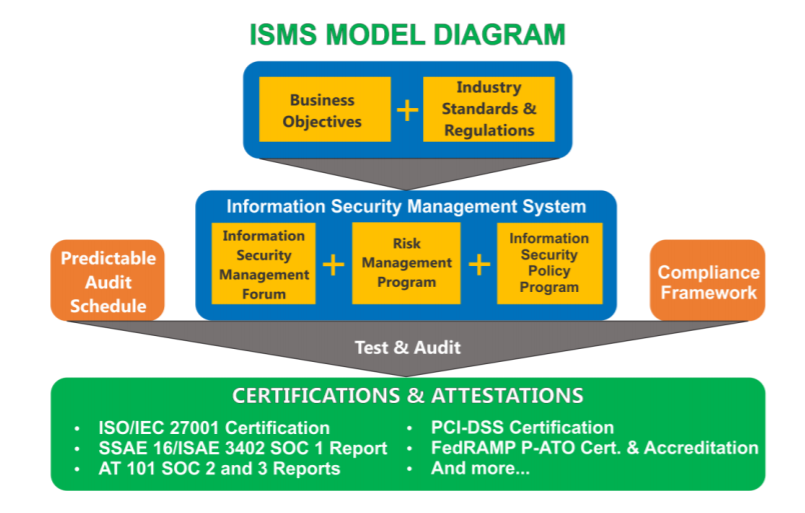 ISMS MODEL DIAGRAM
Business
Objectives
+
Industry
Standards &
Regulations
Information Security Management System
Information
Security
Management
Forum
+
Risk
Management
Program
+
Information
Security
Policy
Program
Predictable
Audit
Schedule
Compliance
Framework
Test & Audit
CERTIFICATIONS & ATTESTATIONS
• ISO/IEC 27001 Certification
• SSAE 16/ISAE 3402 SOC 1 Report
• AT 101 SOC 2 and 3 Reports
• PCI-DSS Certification
• FedRAMP P-ATO Cert. & Accreditation
• And more...